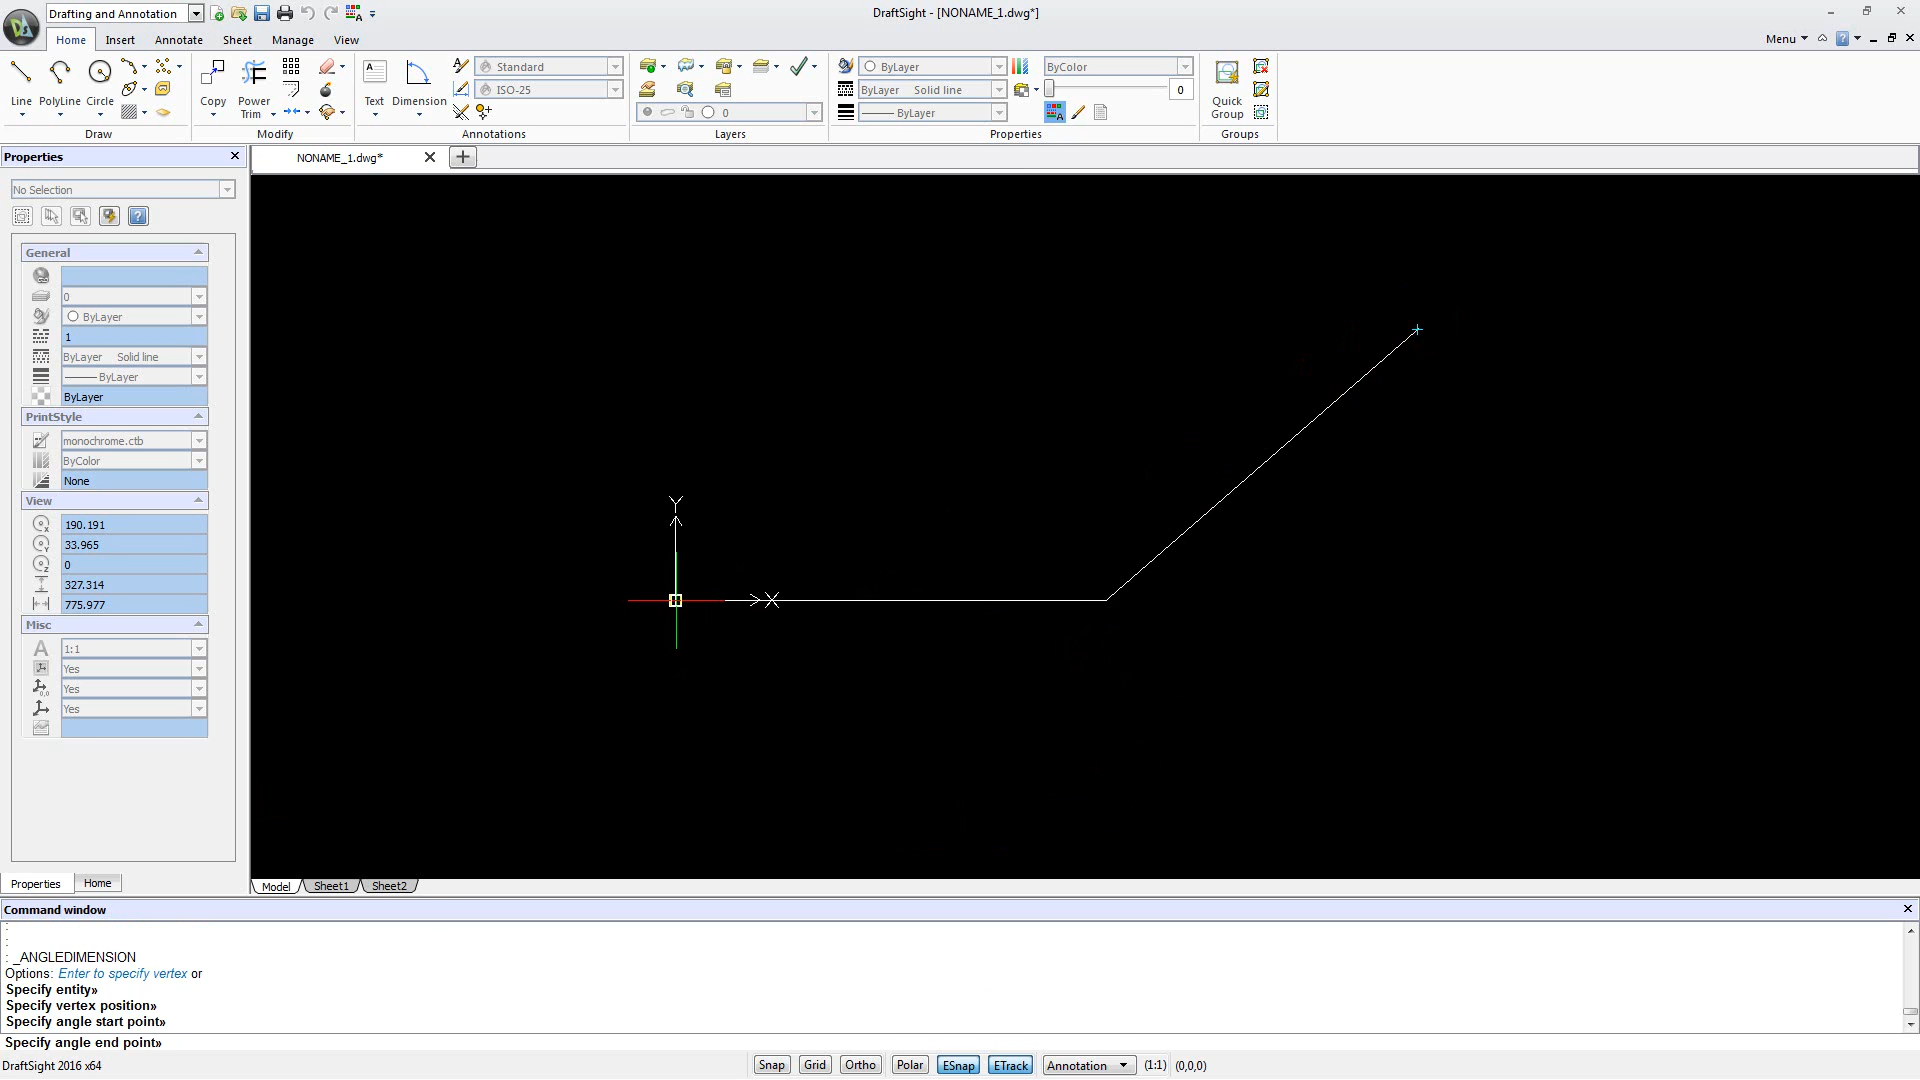 Drafting and Annotation
DraftSight - [NONAME_1.dwg*]
Home Insert Annotate Sheet Manage View
Menu
Line PolyLine Circle
Copy Power Trim
Text Dimension
Standard
ISO-25
0
ByLayer
ByLayer Solid line
ByLayer
ByColor
0
Quick Group
Draw Modify Annotations Layers Properties Groups
Properties
NONAME_1.dwg*
No Selection
General
0
ByLayer
1
ByLayer Solid line
ByLayer
ByLayer
PrintStyle
monochrome.ctb
ByColor
None
View
190.191
33.965
0
327.314
775.977
Misc
1:1
Yes
Yes
Yes
Y
X
Properties Home
Model Sheet1 Sheet2
Command window
:
:
: _ANGLEDIMENSION
Options: Enter to specify vertex or
Specify entity»
Specify vertex position»
Specify angle start point»
Specify angle end point»
DraftSight 2016 x64
Snap Grid Ortho Polar ESnap ETrack Annotation (1:1) (0,0,0)